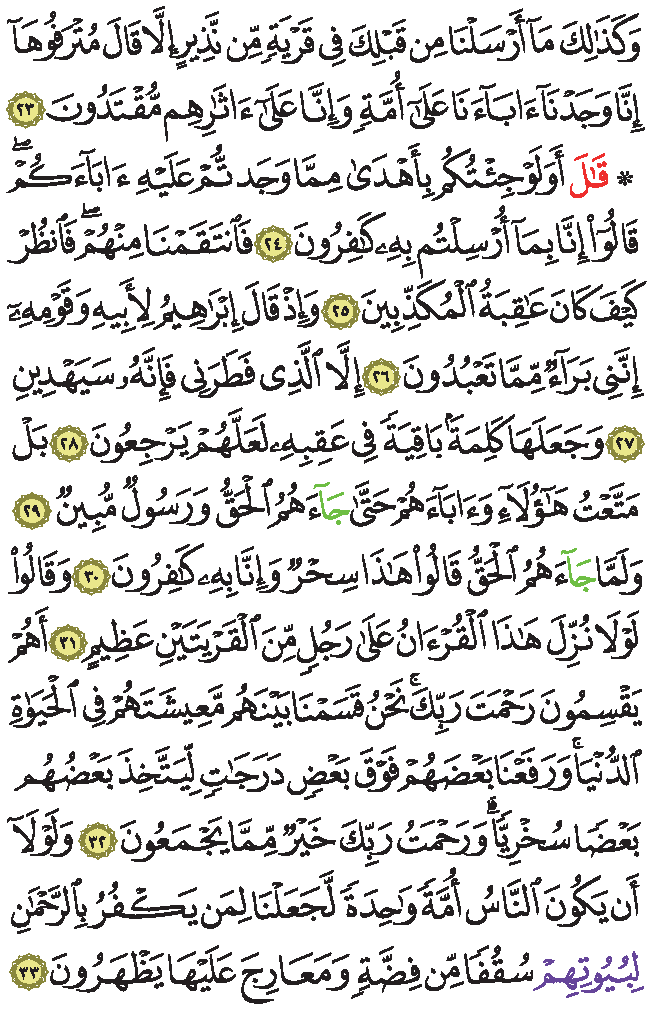 وَكَذَٰلِكَ مَآ أَرْسَلْنَا مِن قَبْلِكَ فِى قَرْيَةٍ مِّن نَّذِيرٍ إِلَّا قَالَ مُتْرَفُوهَآ
إِنَّا وَجَدْنَآ ءَابَآءَنَا عَلَىٰٓ أُمَّةٍ وَإِنَّا عَلَىٰٓ ءَاثَٰرِهِم مُّقْتَدُونَ ٢٣
* قَٰلَ أَوَلَوْ جِئْتُكُم بِأَهْدَىٰ مِمَّا وَجَدتُّمْ عَلَيْهِ ءَابَآءَكُمْ ۖ
قَالُوٓا۟ إِنَّا بِمَآ أُرْسِلْتُم بِهِۦ كَٰفِرُونَ ٢٤ فَٱنتَقَمْنَا مِنْهُمْ ۖ فَٱنظُرْ
كَيْفَ كَانَ عَٰقِبَةُ ٱلْمُكَذِّبِينَ ٢٥ وَإِذْ قَالَ إِبْرَٰهِيمُ لِأَبِيهِ وَقَوْمِهِۦٓ
إِنَّنِى بَرَآءٌ مِّمَّا تَعْبُدُونَ ٢٦ إِلَّا ٱلَّذِى فَطَرَنِى فَإِنَّهُۥ سَيَهْدِينِ
٢٧ وَجَعَلَهَا كَلِمَةًۢ بَاقِيَةً فِى عَقِبِهِۦ لَعَلَّهُمْ يَرْجِعُونَ ٢٨ بَلْ
مَتَّعْتُ هَٰٓؤُلَآءِ وَءَابَآءَهُمْ حَتَّىٰ جَآءَهُمُ ٱلْحَقُّ وَرَسُولٌ مُّبِينٌ ٢٩
وَلَمَّا جَآءَهُمُ ٱلْحَقُّ قَالُوا۟ هَٰذَا سِحْرٌ وَإِنَّا بِهِۦ كَٰفِرُونَ ٣٠ وَقَالُوا۟
لَوْلَا نُزِّلَ هَٰذَا ٱلْقُرْءَانُ عَلَىٰ رَجُلٍ مِّنَ ٱلْقَرْيَتَيْنِ عَظِيمٍ ٣١ أَهُمْ
يَقْسِمُونَ رَحْمَتَ رَبِّكَ ۚ نَحْنُ قَسَمْنَا بَيْنَهُم مَّعِيشَتَهُمْ فِى ٱلْحَيَوٰةِ
ٱلدُّنْيَا ۚ وَرَفَعْنَا بَعْضَهُمْ فَوْقَ بَعْضٍ دَرَجَٰتٍ لِّيَتَّخِذَ بَعْضُهُم
بَعْضًا سُخْرِيًّا ۗ وَرَحْمَتُ رَبِّكَ خَيْرٌ مِّمَّا يَجْمَعُونَ ٣٢ وَلَوْلَآ
أَن يَكُونَ ٱلنَّاسُ أُمَّةً وَٰحِدَةً لَّجَعَلْنَا لِمَن يَكْفُرُ بِٱلرَّحْمَٰنِ
لِبُيُوتِهِمْ سُقُفًا مِّن فِضَّةٍ وَمَعَارِجَ عَلَيْهَا يَظْهَرُونَ ٣٣